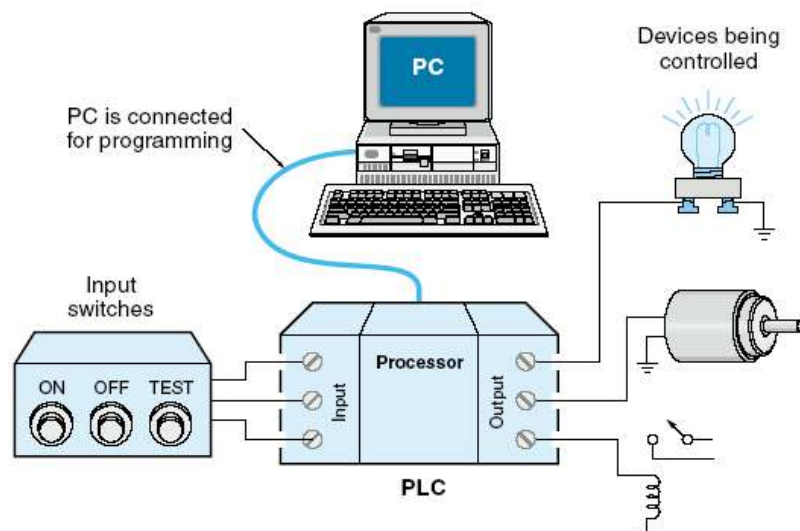 PC
Devices being
controlled
PC is connected
for programming
Input
switches
ON OFF TEST
Input
Processor
Output
PLC